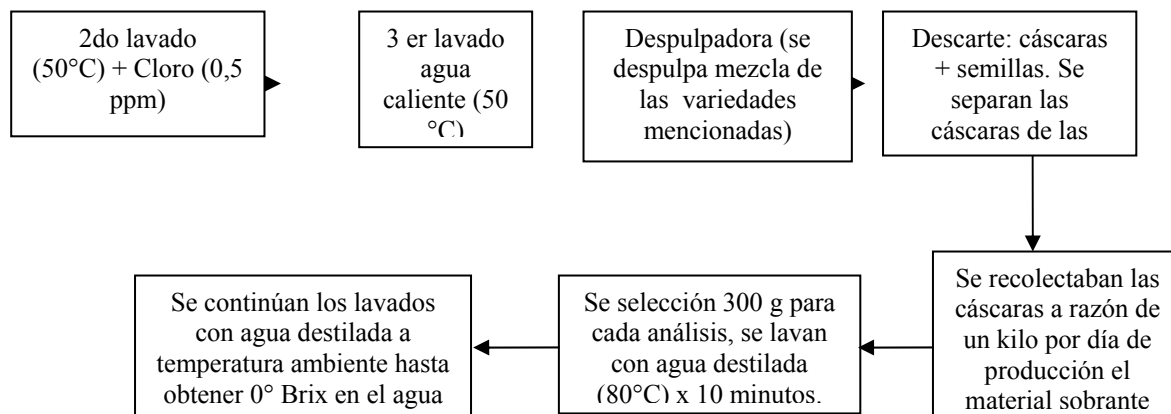 2do lavado
(50°C) + Cloro (0,5
ppm)
3 er lavado
agua
caliente (50
°C)
Despulpadora (se
despulpa mezcla de
las variedades
mencionadas)
Descarte: cáscaras
+ semillas. Se
separan las
cáscaras de las
Se recolectaban las
cáscaras a razón de
un kilo por día de
producción el
material sobrante
Se selección 300 g para
cada análisis, se lavan
con agua destilada
(80°C) x 10 minutos.
Se continúan los lavados
con agua destilada a
temperatura ambiente hasta
obtener 0° Brix en el agua